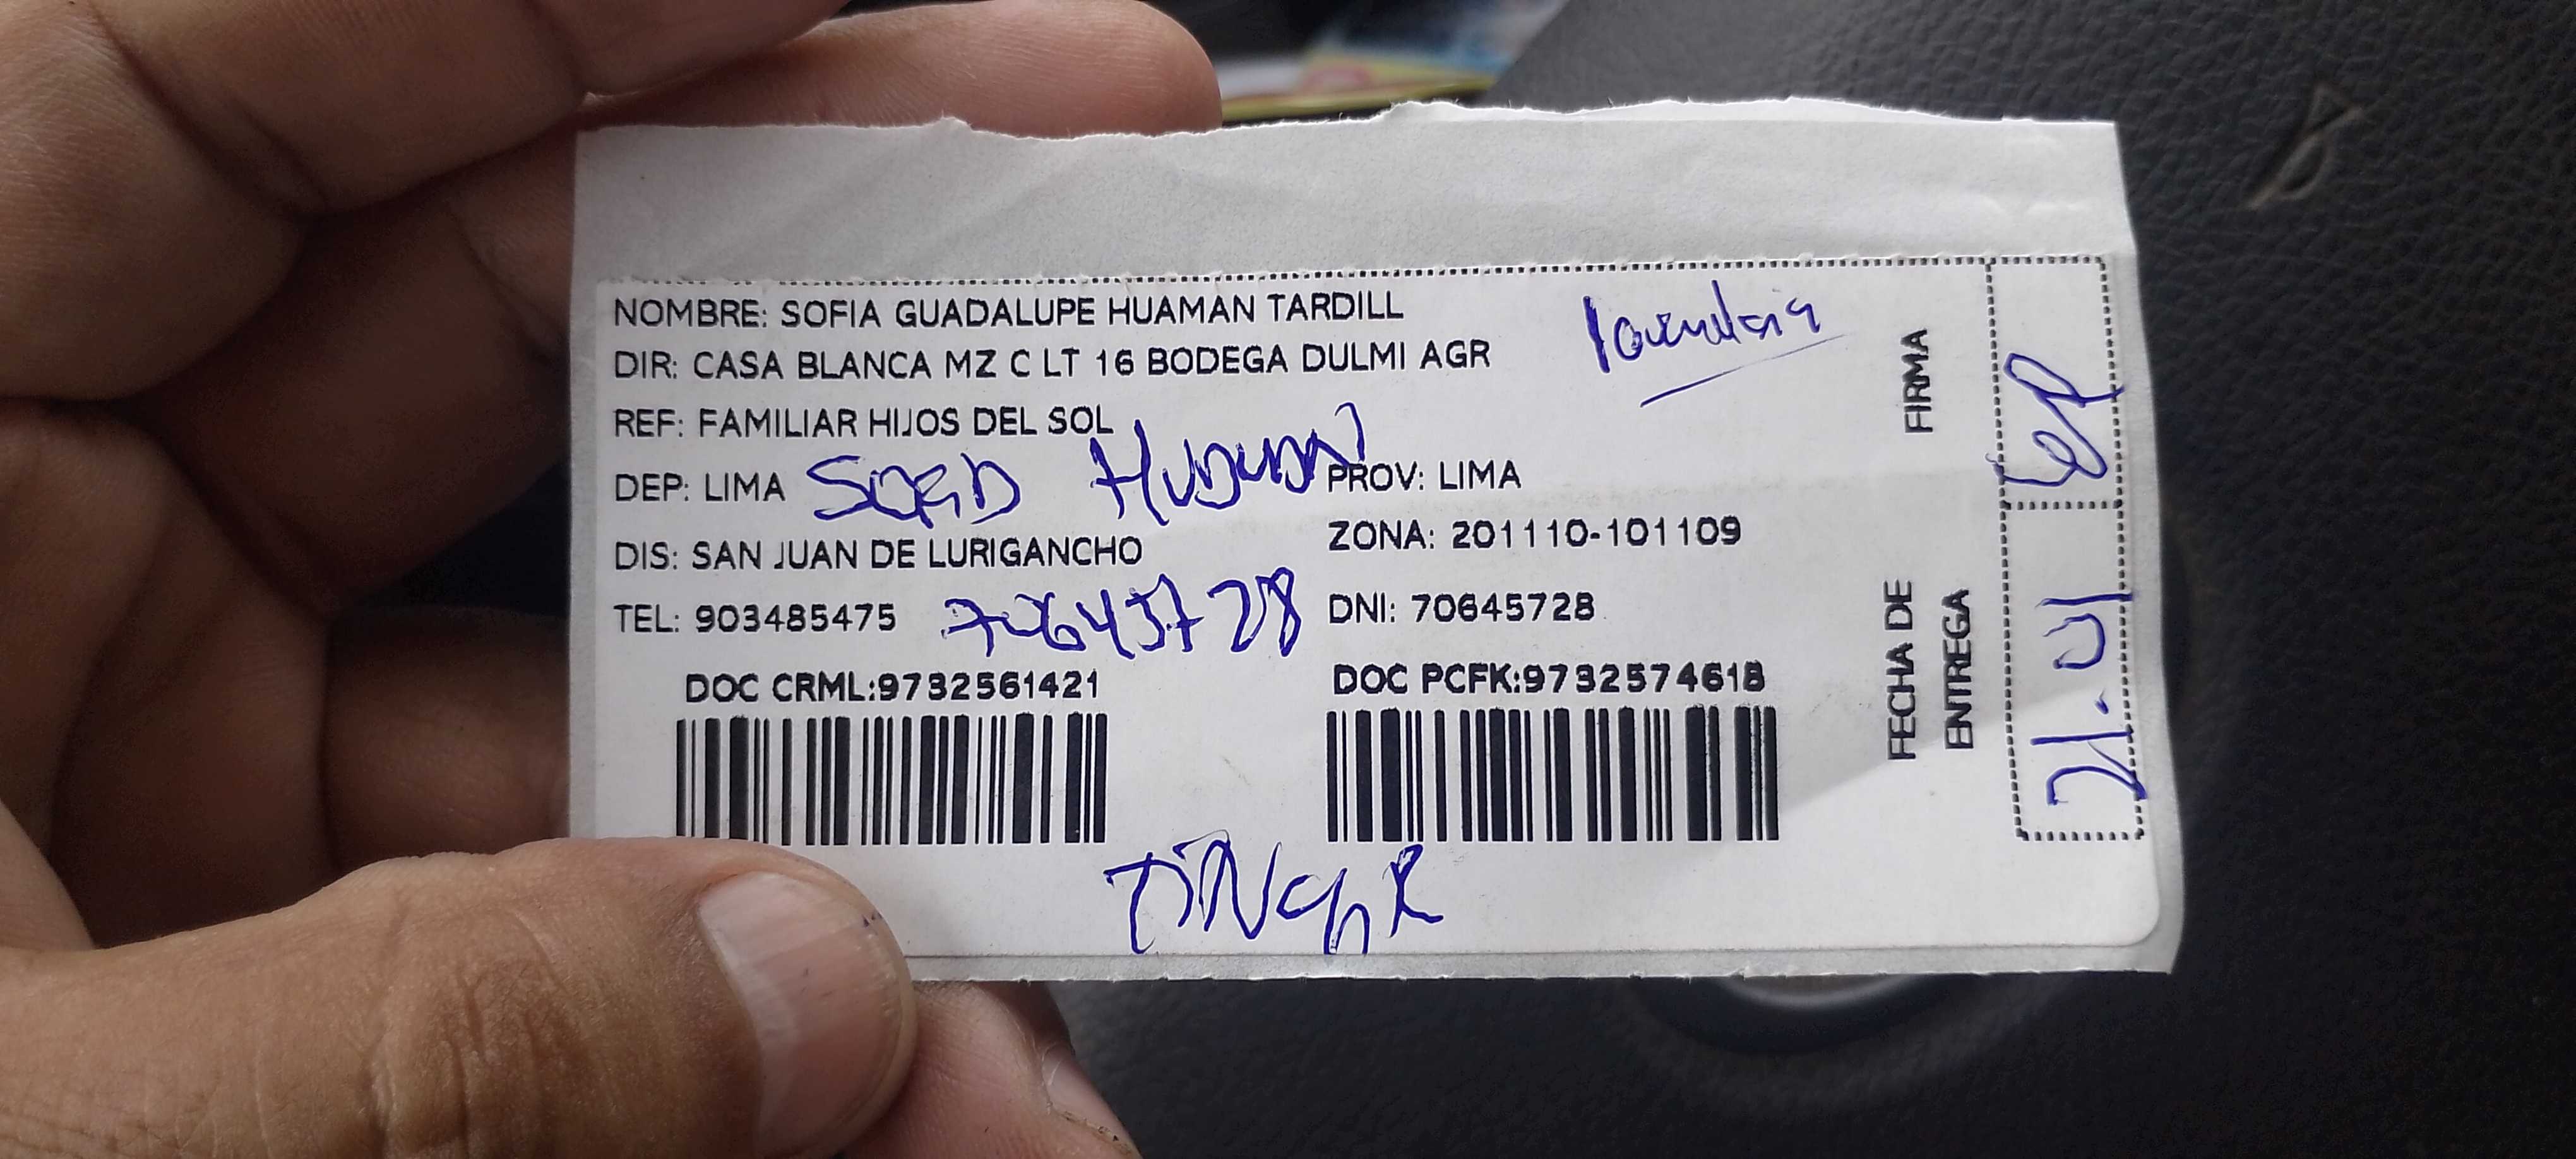 NOMBRE: SOFIA GUADALUPE HUAMAN TARDILL
DIR: CASA BLANCA MZ C LT 16 BODEGA DULMI AGR
REF: FAMILIAR HIJOS DEL SOL
DEP: LIMA
PROV: LIMA
DIS: SAN JUAN DE LURIGANCHO
ZONA: 201110-101109
TEL: 903485475 70645728
DNI: 70645728
DOC CRML:9732561421
DOC PCFK:9732574618
FIRMA
FECHA DE
ENTREGA
21.01